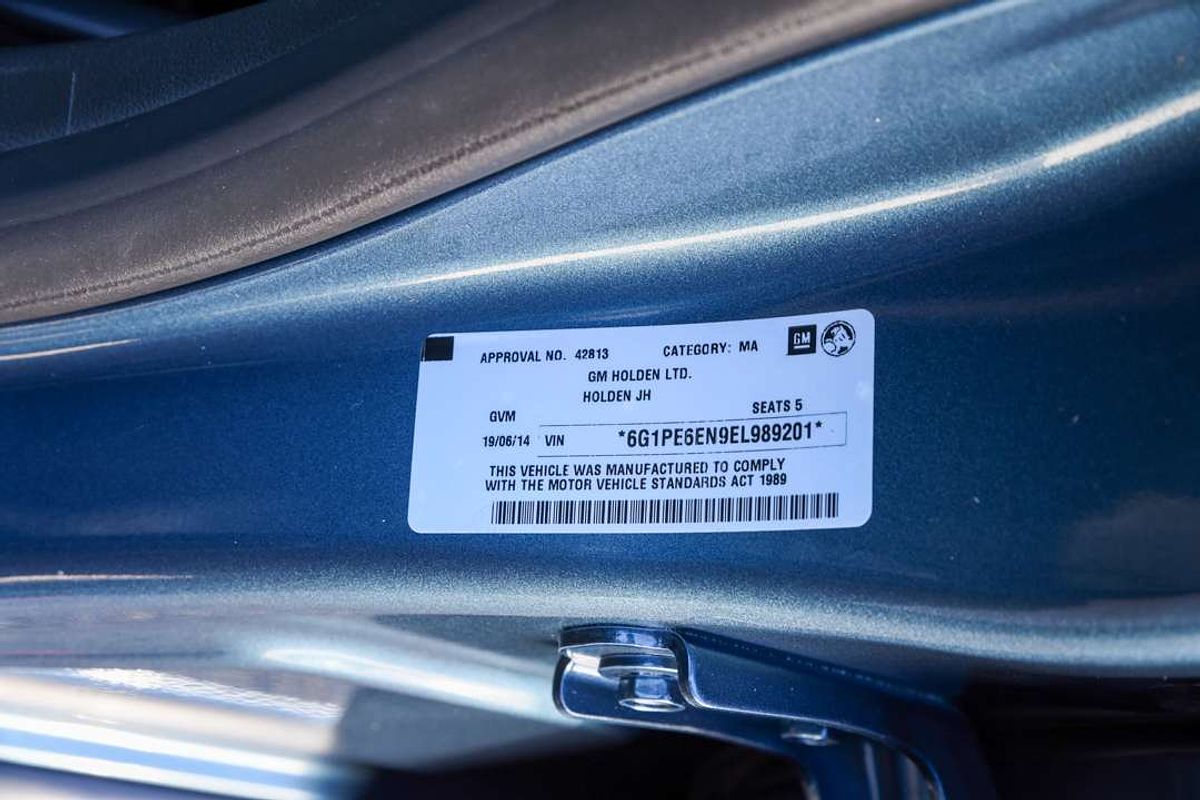 APPROVAL NO. 42813 CATEGORY: MA GM
GM HOLDEN LTD.
HOLDEN JH
GVM SEATS 5
19/06/14 VIN *6G1PE6EN9EL989201*
THIS VEHICLE WAS MANUFACTURED TO COMPLY
WITH THE MOTOR VEHICLE STANDARDS ACT 1989